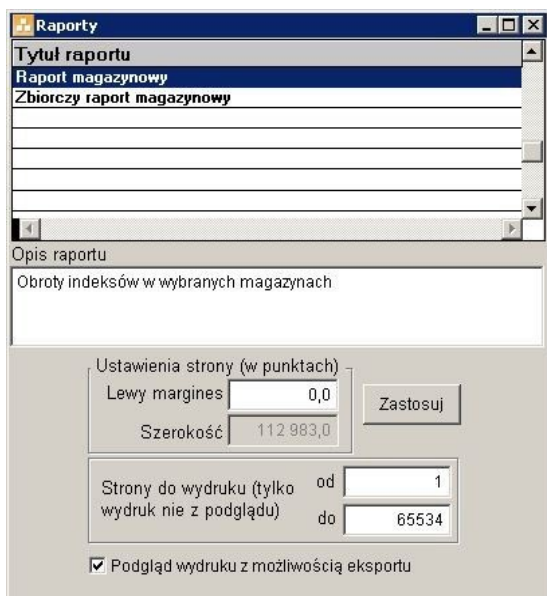 Raporty
Tytuł raportu
Raport magazynowy
Zbiorczy raport magazynowy
Opis raportu
Obroty indeksów w wybranych magazynach
Ustawienia strony (w punktach)
Lewy margines 0,0
Zastosuj
Szerokość 112 983,0
Strony do wydruku (tylko
wydruk nie z podglądu)
od 1
do 65534
Podgląd wydruku z możliwością eksportu